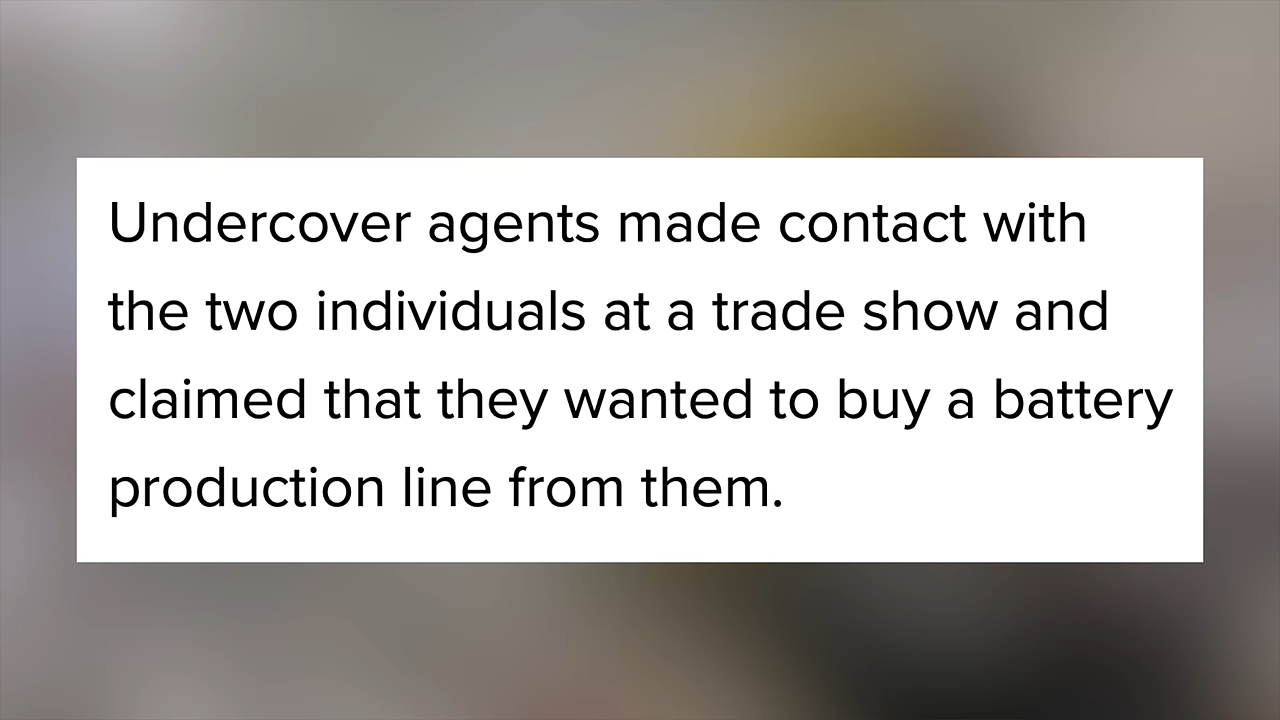 Undercover agents made contact with
the two individuals at a trade show and
claimed that they wanted to buy a battery
production line from them.